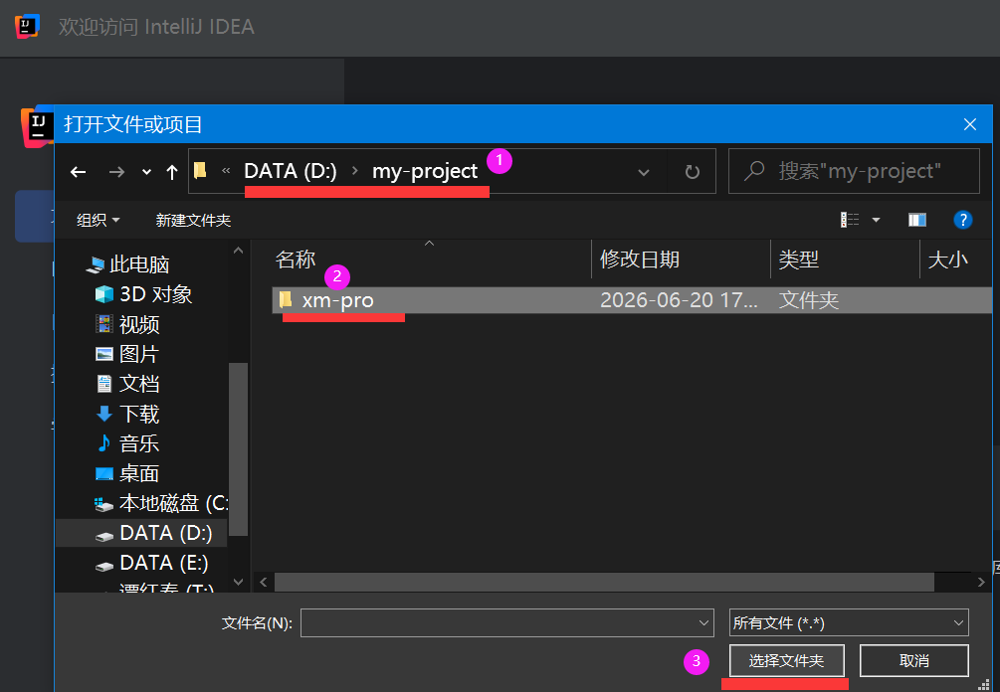 欢迎访问 IntelliJ IDEA
打开文件或项目
« DATA (D:) › my-project 1
搜索"my-project"
组织 新建文件夹
名称 修改日期 类型 大小
2
xm-pro 2026-06-20 17... 文件夹
此电脑
3D 对象
视频
图片
文档
下载
音乐
桌面
本地磁盘 (C:
DATA (D:)
DATA (E:)
文件名(N): 所有文件 (*.*)
3 选择文件夹 取消